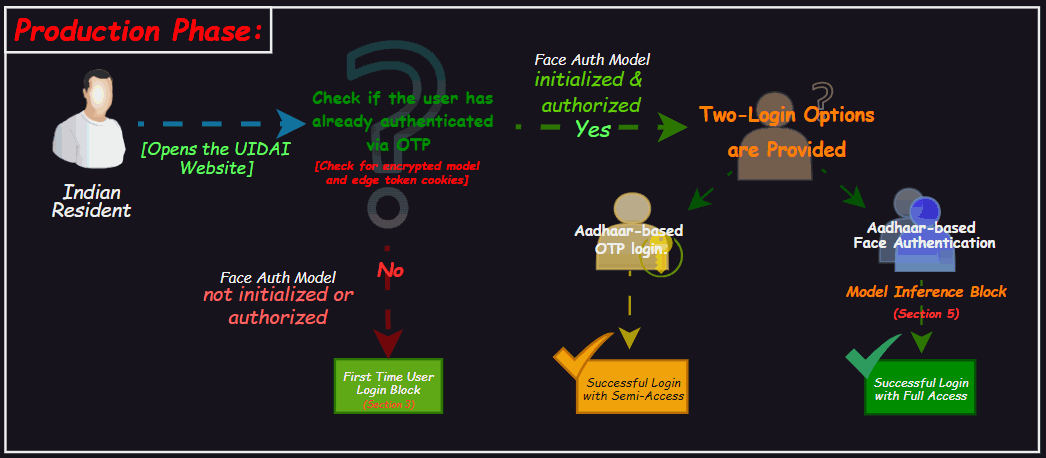 Production Phase:
Indian
Resident
[Opens the UIDAI
Website]
Check if the user has
already authenticated
via OTP
[Check for encrypted model
and edge token cookies]
Face Auth Model
initialized &
authorized
Yes
Two-Login Options
are Provided
No
Face Auth Model
not initialized or
authorized
First Time User
Login Block
Aadhaar-based
OTP login
Successful Login
with Semi-Access
Aadhaar-based
Face Authentication
Model Inference Block
(Section 5)
Successful Login
with Full Access